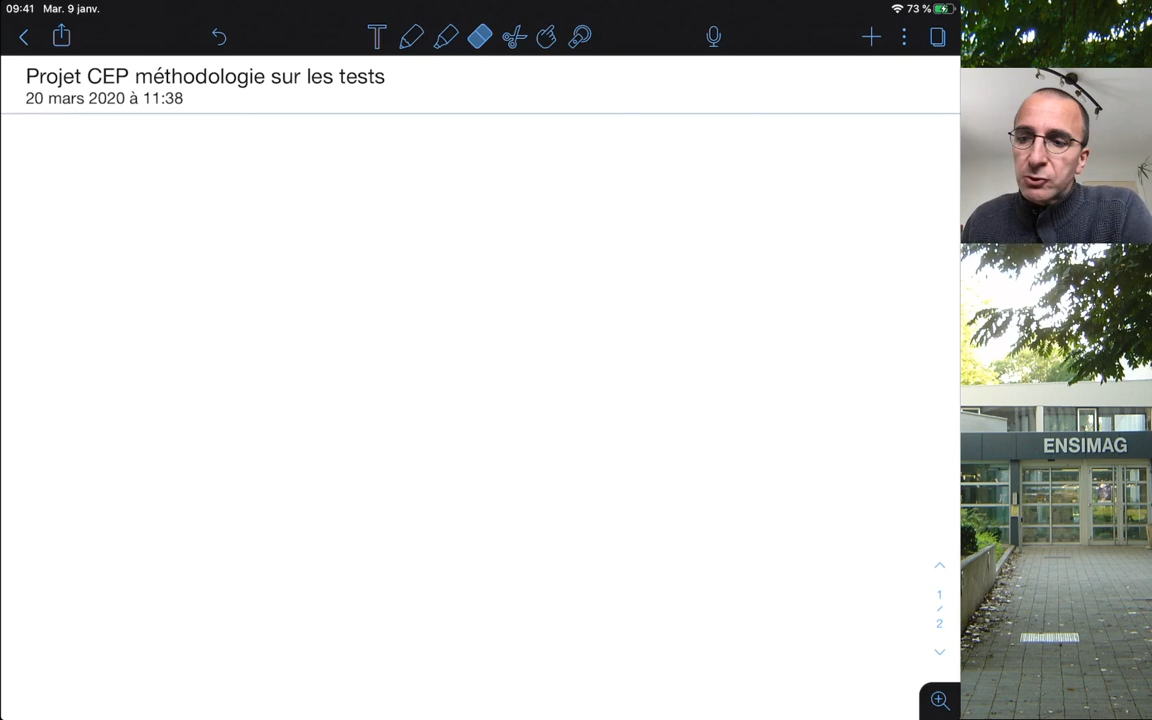 09:41 Mar. 9 janv.
73 %
T
Projet CEP méthodologie sur les tests
20 mars 2020 à 11:38
1
/
2
ENSIMAG